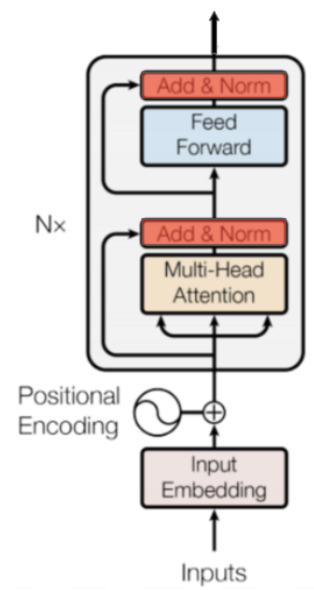 Add & Norm
Feed
Forward
Nx
Add & Norm
Multi-Head
Attention
Positional
Encoding
Input
Embedding
Inputs